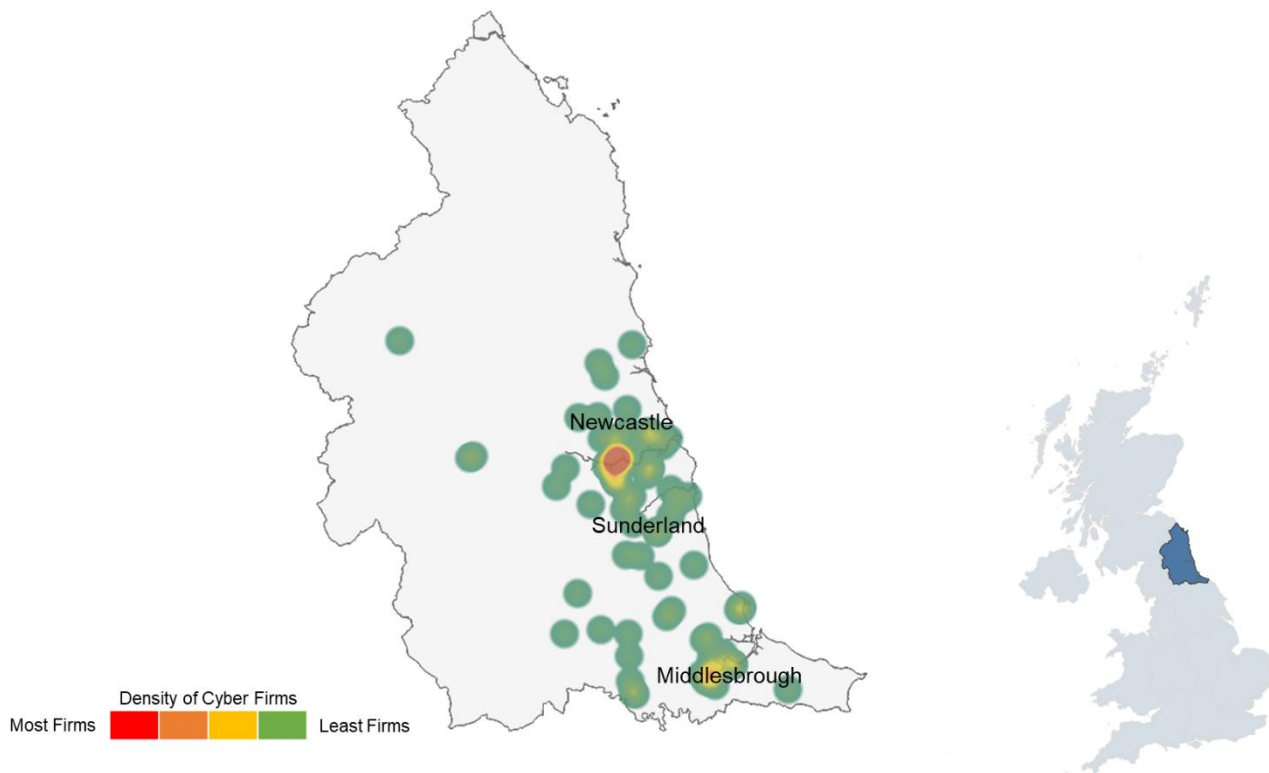 Newcastle
Sunderland
Middlesbrough
Density of Cyber Firms
Most Firms Least Firms